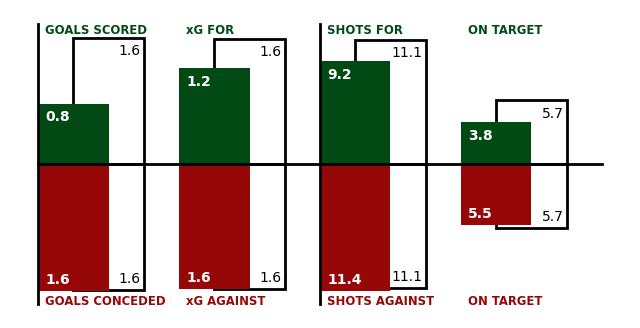 GOALS SCORED xG FOR SHOTS FOR ON TARGET
1.6 1.6 11.1
0.8 1.2 9.2 3.8 5.7
1.6 1.6 1.6 1.6 11.4 11.1 5.5 5.7
GOALS CONCEDED xG AGAINST SHOTS AGAINST ON TARGET